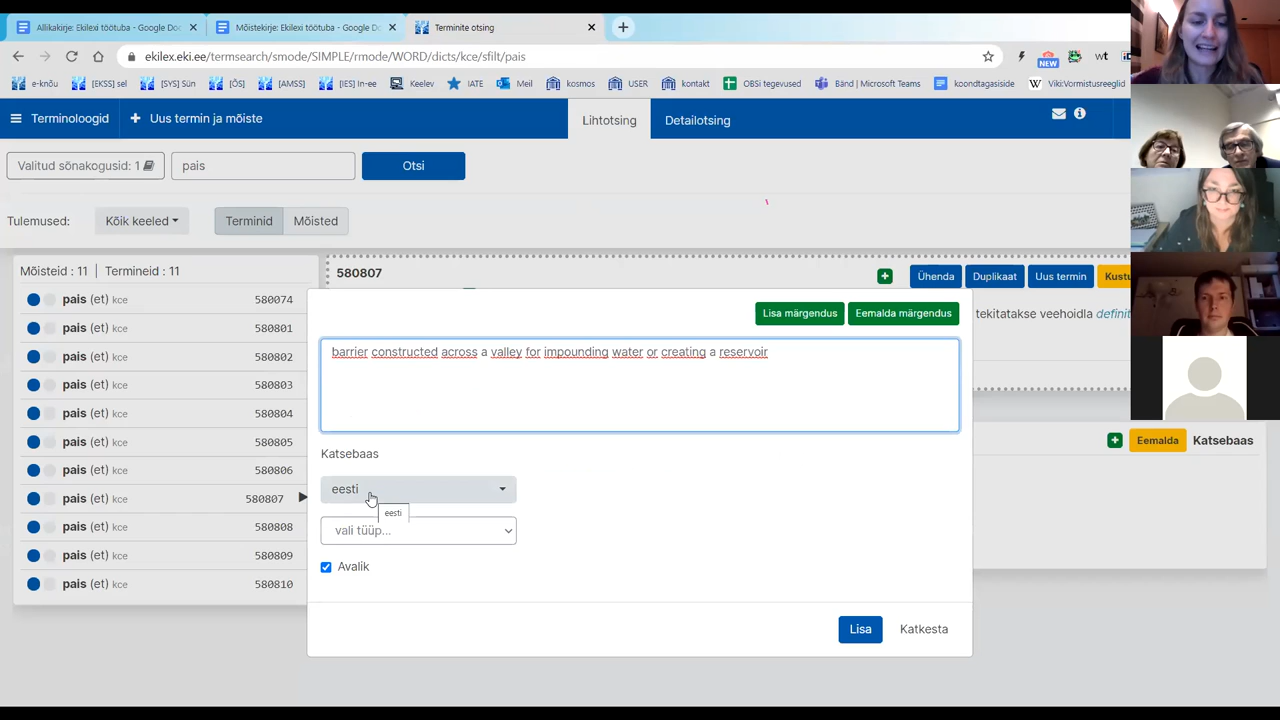 Allikakirje: Ekilexi töötuba - Google Do
Mõistekirje: Ekilexi töötuba - Google Do
Terminite otsing
ekilex.eki.ee/termsearch/smode/SIMPLE/rmode/WORD/dicts/kce/sfilt/pais
NEW
wt
e-knõu
[EKSS] sel
[SY] Sün
[ÕS]
[AMSS]
[IES] In-ee
Keelev
IATE
Meil
kosmos
USER
kontakt
OBSi tegevused
Bänd | Microsoft Teams
koondtagasiside
Viki:Vormistusreeglid
Terminoloogid
Uus termin ja mõiste
Lihtotsing
Detailotsing
Valitud sõnakogusid: 1
pais
Otsi
Tulemused:
Kõik keeled
Terminid
Mõisted
Mõisteid : 11 | Termineid : 11
pais (et) kce 580074
pais (et) kce 580801
pais (et) kce 580802
pais (et) kce 580803
pais (et) kce 580804
pais (et) kce 580805
pais (et) kce 580806
pais (et) kce 580807
pais (et) kce 580808
pais (et) kce 580809
pais (et) kce 580810
580807
Ühenda
Duplikaat
Uus termin
Kustu
tekitatakse veehoidla definit
Eemalda
Katsebaas
Lisa märgendus
Eemalda märgendus
barrier constructed across a valley for impounding water or creating a reservoir
Katsebaas
eesti
eesti
vali tüüp...
Avalik
Lisa
Katkesta